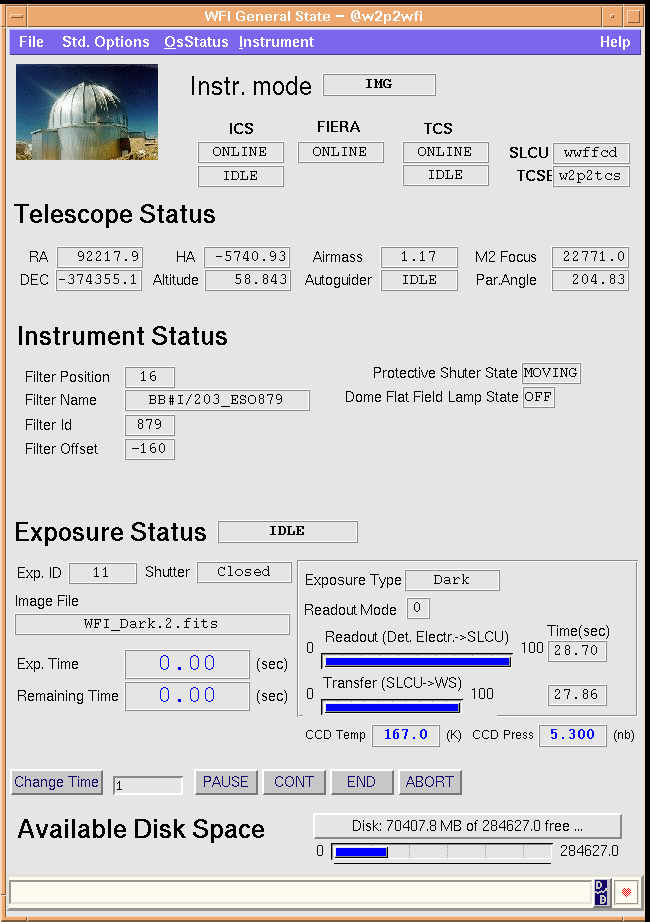 WFI General State - @w2p2wfi
File Std. Options OsStatus Instrument Help
Instr. mode IMG
ICS FIERA TCS
ONLINE ONLINE ONLINE SLCU wwffcd
IDLE IDLE TCSE w2p2tcs
Telescope Status
RA 92217.9 HA -5740.93 Airmass 1.17 M2 Focus 22771.0
DEC -374355.1 Altitude 58.843 Autoguider IDLE Par.Angle 204.83
Instrument Status
Filter Position 16 Protective Shuter State MOVING
Filter Name BB#I/203_ESO879 Dome Flat Field Lamp State OFF
Filter Id 879
Filter Offset -160
Exposure Status IDLE
Exp. ID 11 Shutter Closed Exposure Type Dark
Image File Readout Mode 0
WFI_Dark.2.fits
Readout (Det. Electr.->SLCU) Time(sec)
0 100 28.70
Exp. Time 0.00 (sec)
Transfer (SLCU->WS)
0 100 27.86
Remaining Time 0.00 (sec)
CCD Temp 167.0 (K) CCD Press 5.300 (nb)
Change Time 1 PAUSE CONT END ABORT
Available Disk Space Disk: 70407.8 MB of 284627.0 free ...
0 284627.0
D
B